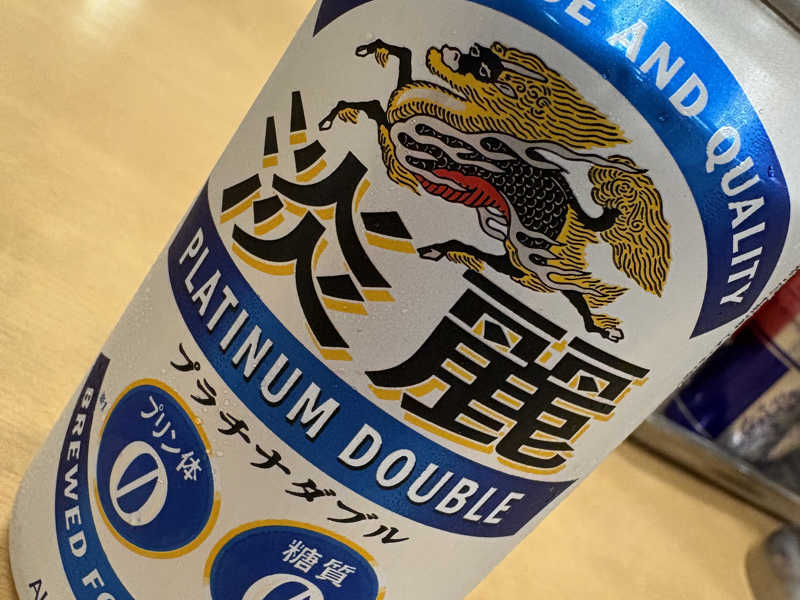 AND QUALITY
淡麗
PLATINUM DOUBLE
プラチナダブル
BREWED
※1
プリン体
0
糖質
0